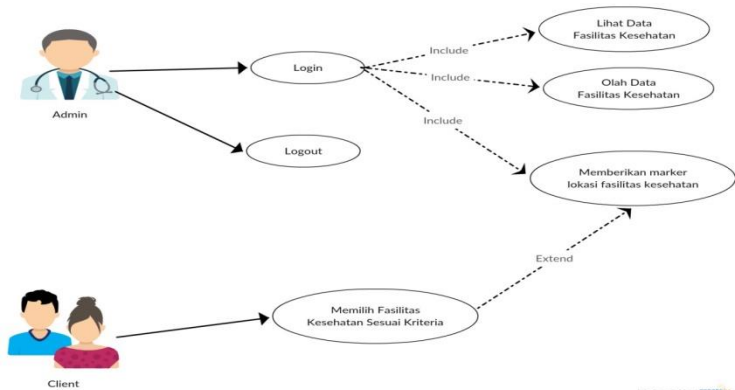 Lihat Data
Fasilitas Kesehatan
Include
Login
Include
Olah Data
Fasilitas Kesehatan
Admin
Include
Logout
Memberikan marker
lokasi fasilitas kesehatan
Extend
Memilih Fasilitas
Kesehatan Sesuai Kriteria
Client